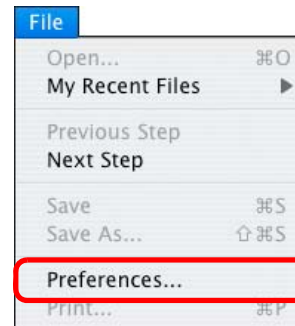 File
Open... ⌘O
My Recent Files ▶
Previous Step
Next Step
Save ⌘S
Save As... ⇧⌘S
Preferences...
Print... ⌘P